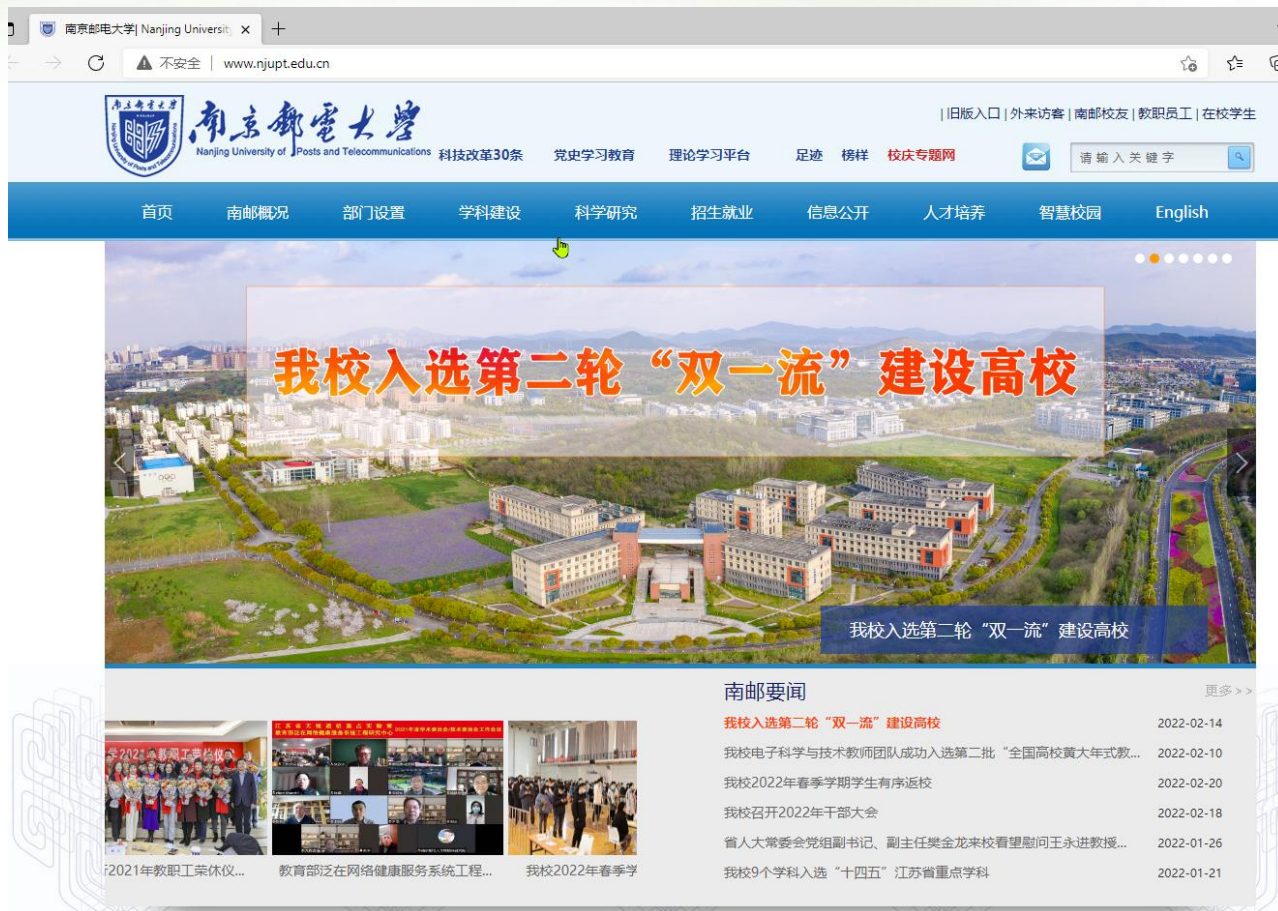 南京邮电大学| Nanjing Universit
不安全 | www.njupt.edu.cn
|旧版入口|外来访客|南邮校友|教职员工|在校学生
南京邮电大学
Nanjing University of Posts and Telecommunications
科技改革30条 党史学习教育 理论学习平台 足迹 榜样 校庆专题网
请输入关键字
首页 南邮概况 部门设置 学科建设 科学研究 招生就业 信息公开 人才培养 智慧校园 English
我校入选第二轮“双一流”建设高校
我校入选第二轮“双一流”建设高校
南邮要闻 更多>>
我校入选第二轮“双一流”建设高校 2022-02-14
我校电子科学与技术教师团队成功入选第二批“全国高校黄大年式教... 2022-02-10
我校2022年春季学期学生有序返校 2022-02-20
我校召开2022年干部大会 2022-02-18
省人大常委会党组副书记、副主任樊金龙来校看望慰问王永进教授... 2022-01-26
我校9个学科入选“十四五”江苏省重点学科 2022-01-21
2021年教职工荣休仪... 教育部泛在网络健康服务系统工程... 我校2022年春季学